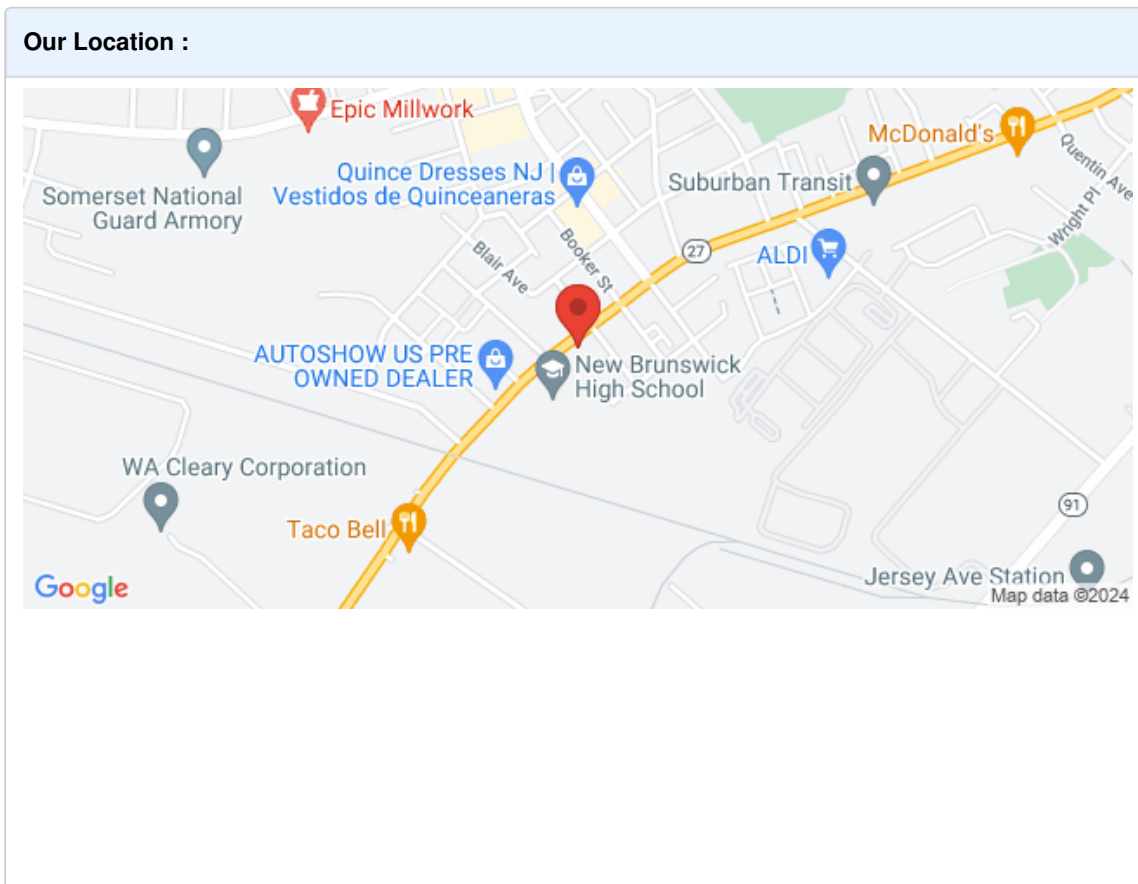 Our Location :
Epic Millwork
McDonald's
Quentin Ave
Somerset National
Guard Armory
Quince Dresses NJ |
Vestidos de Quinceaneras
Suburban Transit
Wright Pl
Blair Ave
Booker St
27
ALDI
AUTOSHOW US PRE
OWNED DEALER
New Brunswick
High School
WA Cleary Corporation
91
Taco Bell
Jersey Ave Station
Google
Map data ©2024